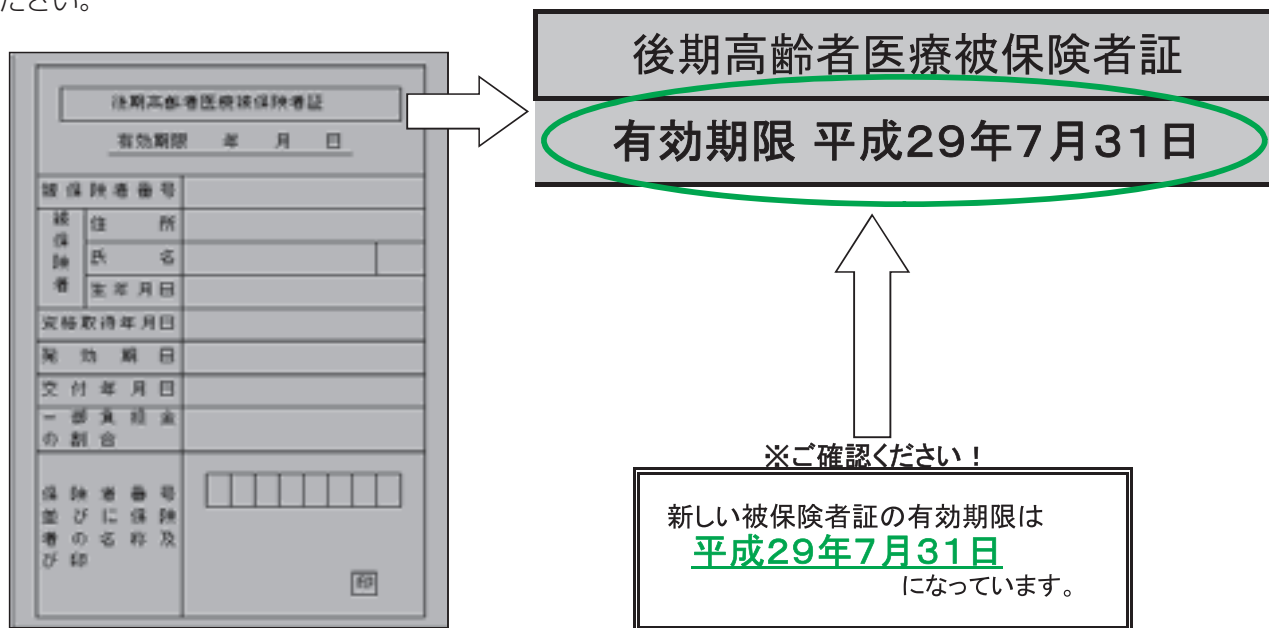 ださい。
後期高齢者医療被保険者証
有効期限 年 月 日
被保険者番号
被保険者
住所
氏名
生年月日
資格取得年月日
発効期日
交付年月日
一部負担金
の割合
保険者番号
並びに保険
者の名称及
び印
印
後期高齢者医療被保険者証
有効期限 平成29年7月31日
※ご確認ください！
新しい被保険者証の有効期限は
平成29年7月31日
になっています。